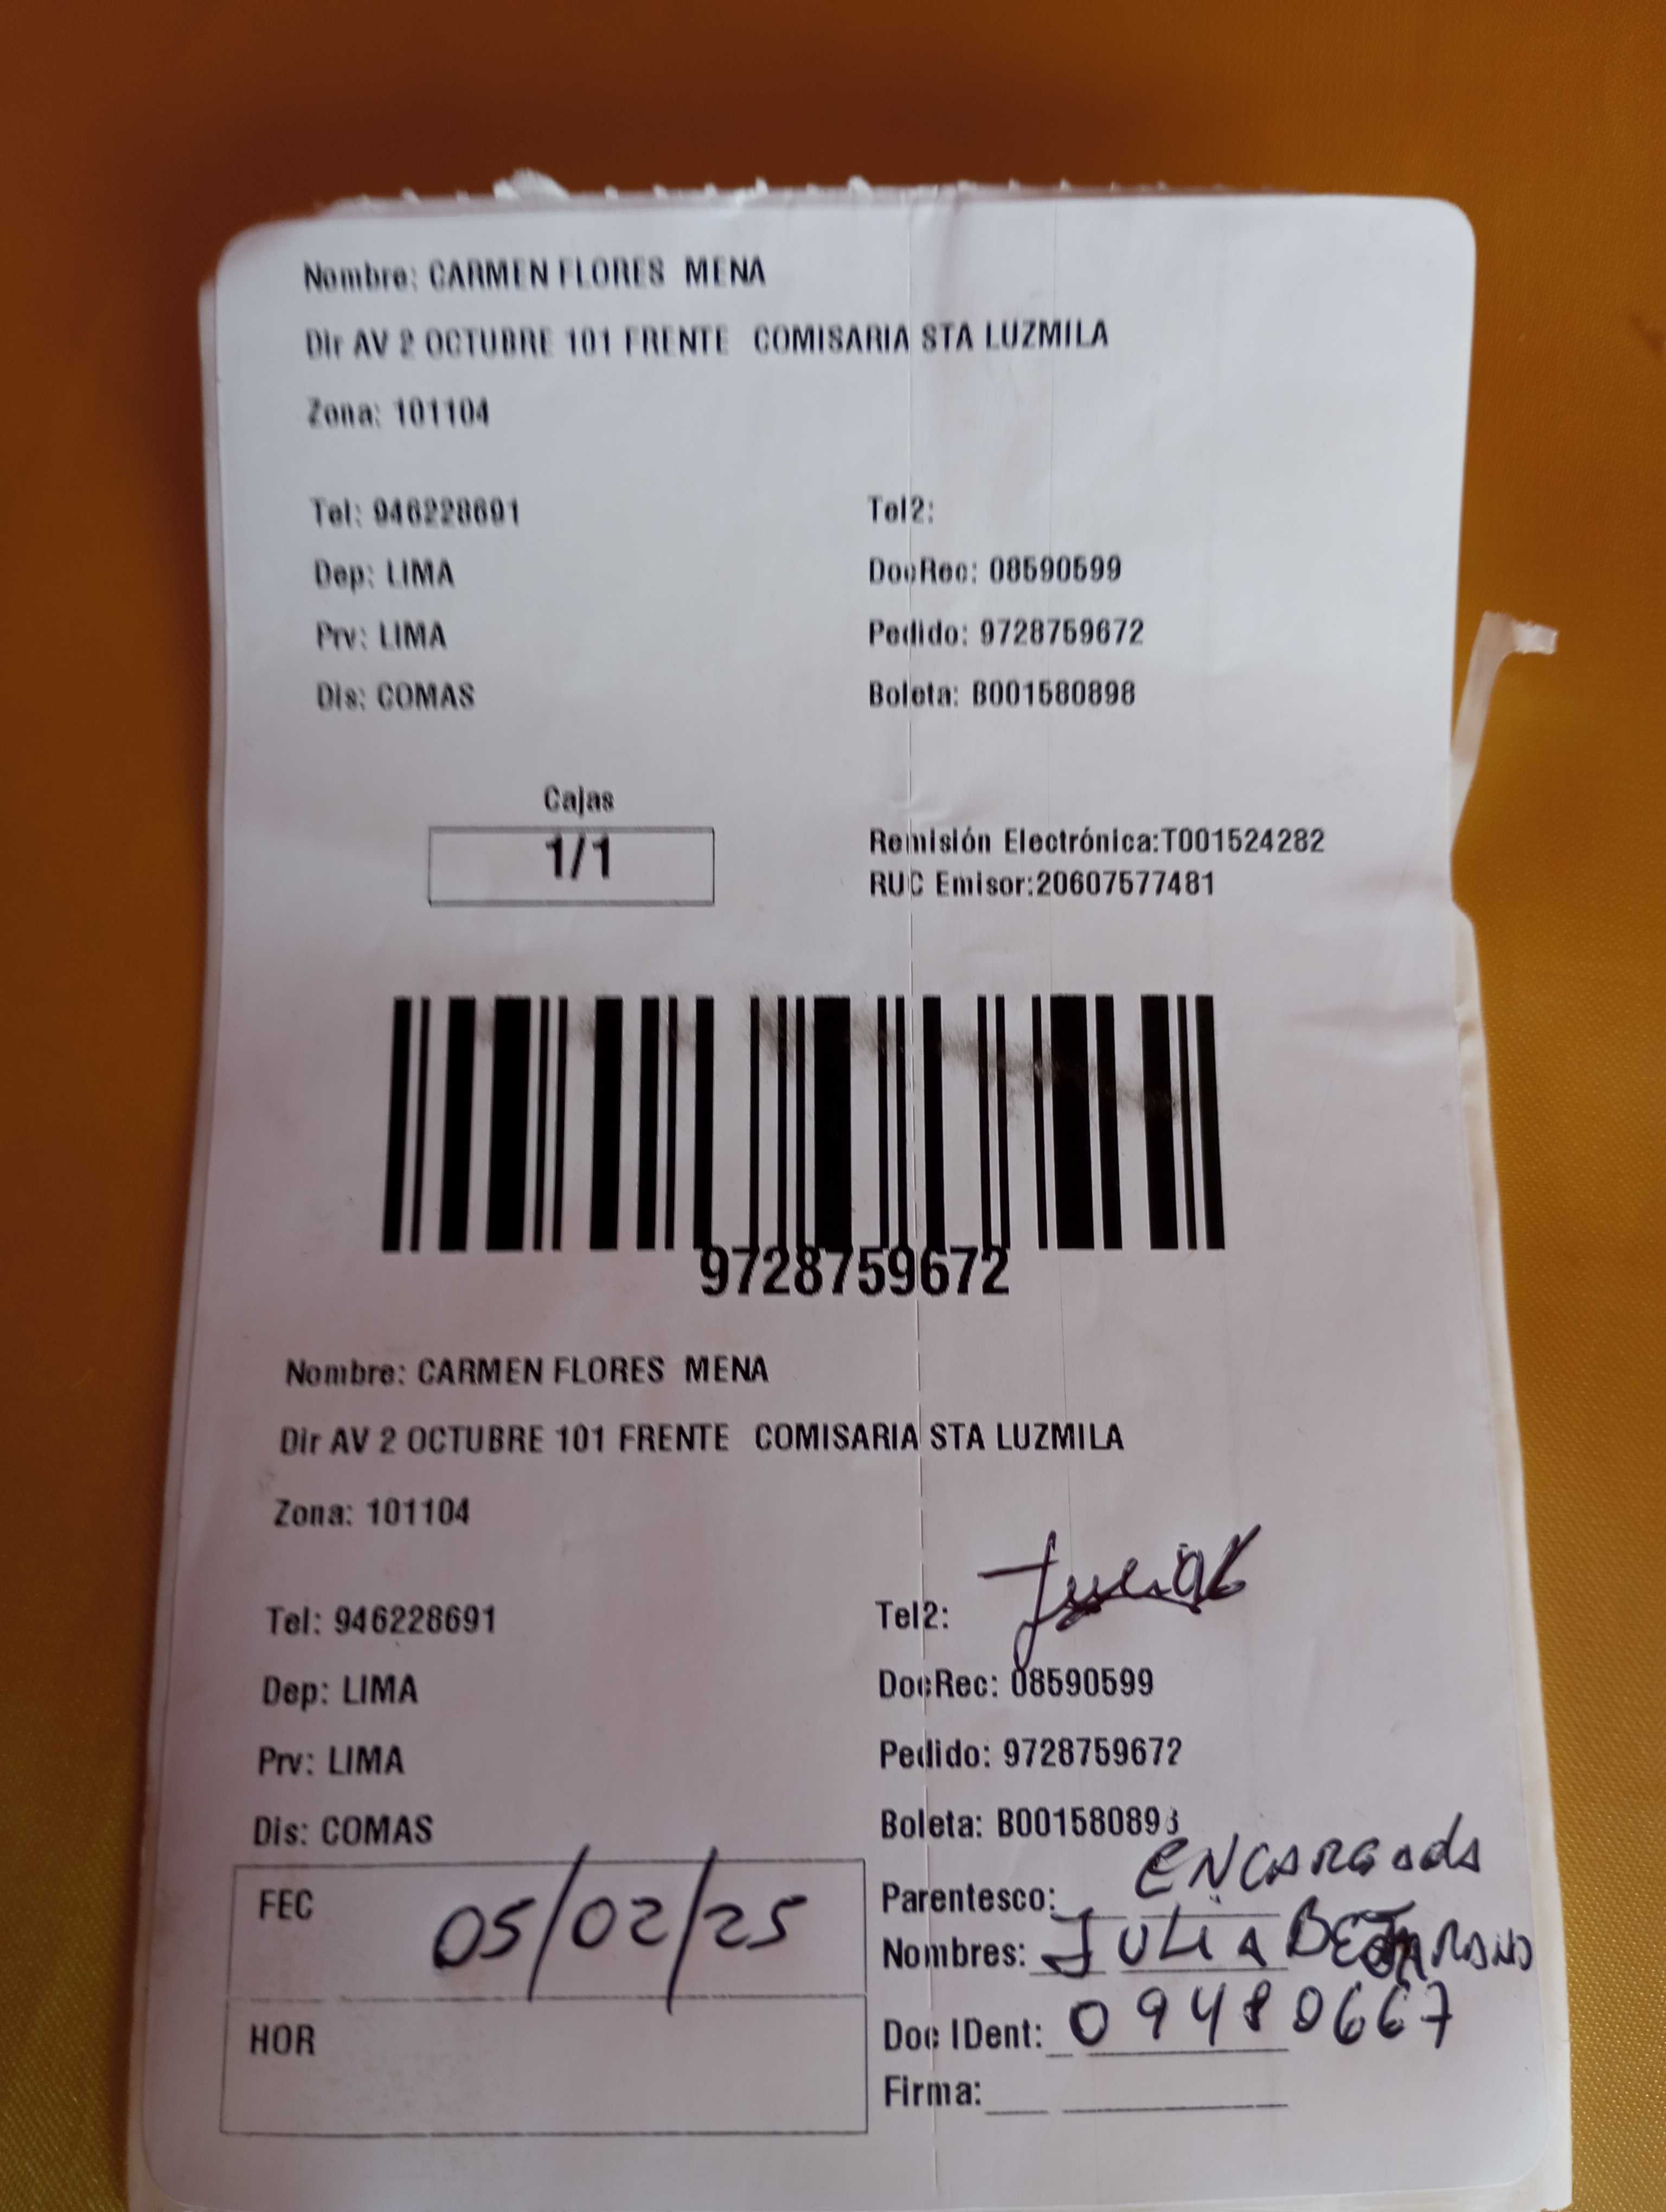 Nombre: CARMEN FLORES MENA
Dir AV 2 OCTUBRE 101 FRENTE COMISARIA STA LUZMILA
Zona: 101104
Tel: 946228691 Tel2:
Dep: LIMA DocRec: 08590599
Prv: LIMA Pedido: 9728759672
Dis: COMAS Boleta: B001580898
Cajas
1/1
Remisión Electrónica:T001524282
RUC Emisor:20607577481
9728759672
Nombre: CARMEN FLORES MENA
Dir AV 2 OCTUBRE 101 FRENTE COMISARIA STA LUZMILA
Zona: 101104
Tel: 946228691 Tel2:
Dep: LIMA DocRec: 08590599
Prv: LIMA Pedido: 9728759672
Dis: COMAS Boleta: B001580898
FEC 05/02/25
HOR
Parentesco: ENCARGADA
Nombres: JULIA BEJARANO
Doc IDent: 09480667
Firma: